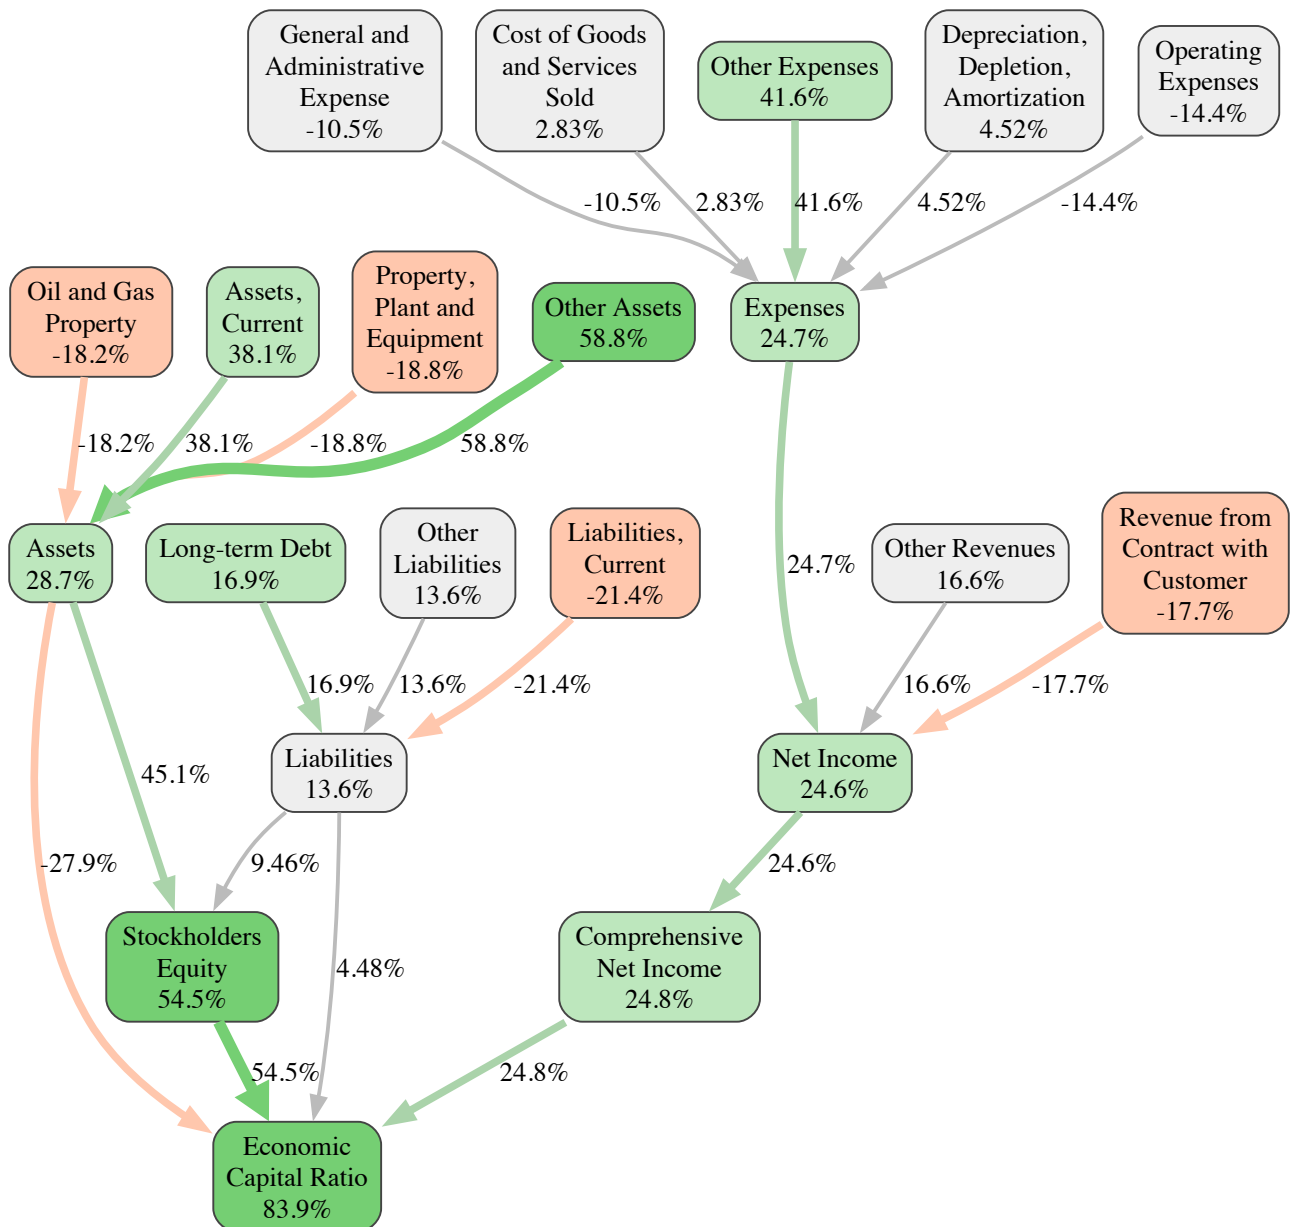 General and
Administrative
Expense
-10.5%
Cost of Goods
and Services
Sold
2.83%
Other Expenses
41.6%
Depreciation,
Depletion,
Amortization
4.52%
Operating
Expenses
-14.4%
-10.5%
2.83%
41.6%
4.52%
-14.4%
Oil and Gas
Property
-18.2%
Assets,
Current
38.1%
Property,
Plant and
Equipment
-18.8%
Other Assets
58.8%
Expenses
24.7%
-18.2%
38.1%
-18.8%
58.8%
Assets
28.7%
Long-term Debt
16.9%
Other
Liabilities
13.6%
Liabilities,
Current
-21.4%
24.7%
Other Revenues
16.6%
Revenue from
Contract with
Customer
-17.7%
16.9%
13.6%
-21.4%
16.6%
-17.7%
Liabilities
13.6%
Net Income
24.6%
45.1%
-27.9%
9.46%
24.6%
Stockholders
Equity
54.5%
4.48%
Comprehensive
Net Income
24.8%
54.5%
24.8%
Economic
Capital Ratio
83.9%